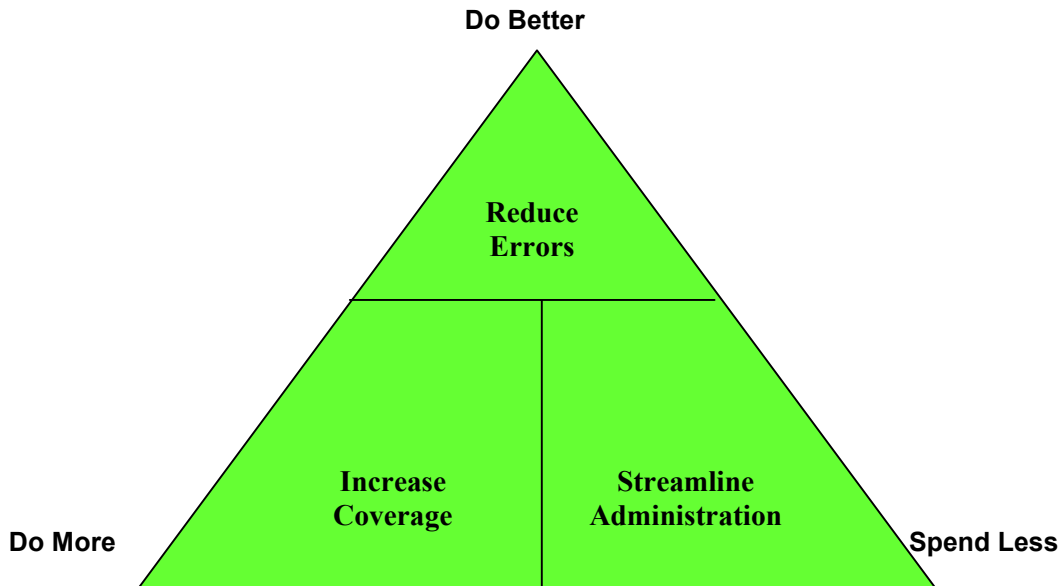 Do Better
Reduce
Errors
Increase
Coverage
Streamline
Administration
Do More
Spend Less